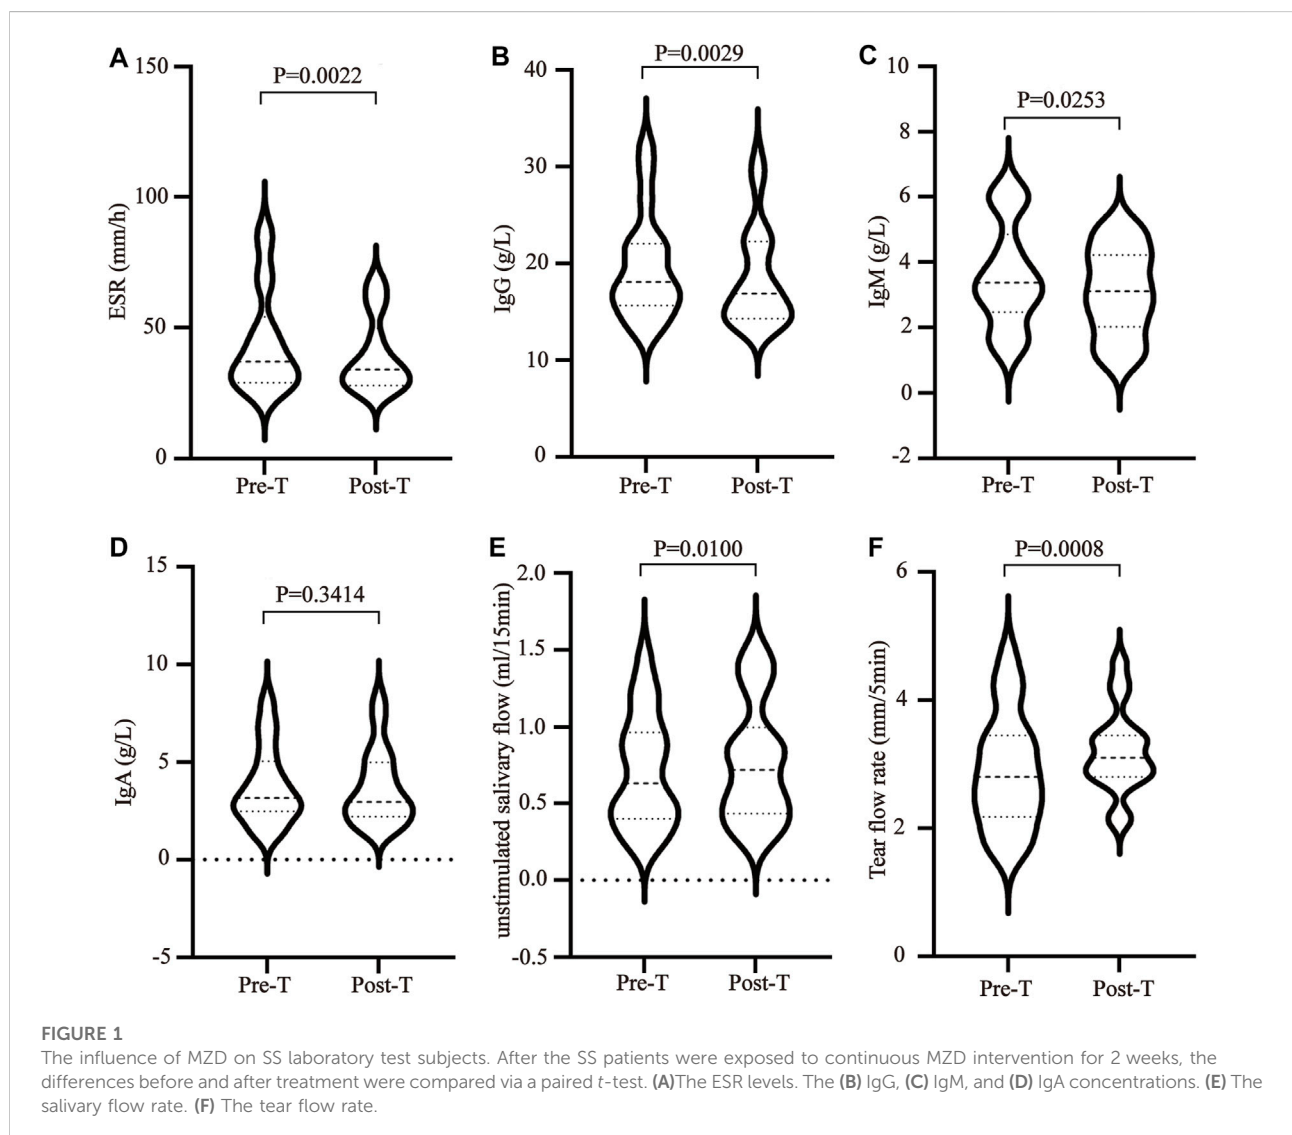 A
150
100
50
0
ESR (mm/h)
P=0.0022
Pre-T
Post-T
B
40
30
20
10
0
IgG (g/L)
P=0.0029
Pre-T
Post-T
C
10
8
6
4
2
0
-2
IgM (g/L)
P=0.0253
Pre-T
Post-T
D
15
10
5
0
-5
IgA (g/L)
P=0.3414
Pre-T
Post-T
E
2.0
1.5
1.0
0.5
0.0
-0.5
unstimulated salivary flow (ml/15min)
P=0.0100
Pre-T
Post-T
F
6
4
2
0
Tear flow rate (mm/5min)
P=0.0008
Pre-T
Post-T
FIGURE 1
The influence of MZD on SS laboratory test subjects. After the SS patients were exposed to continuous MZD intervention for 2 weeks, the
differences before and after treatment were compared via a paired t-test. (A)The ESR levels. The (B) IgG, (C) IgM, and (D) IgA concentrations. (E) The
salivary flow rate. (F) The tear flow rate.